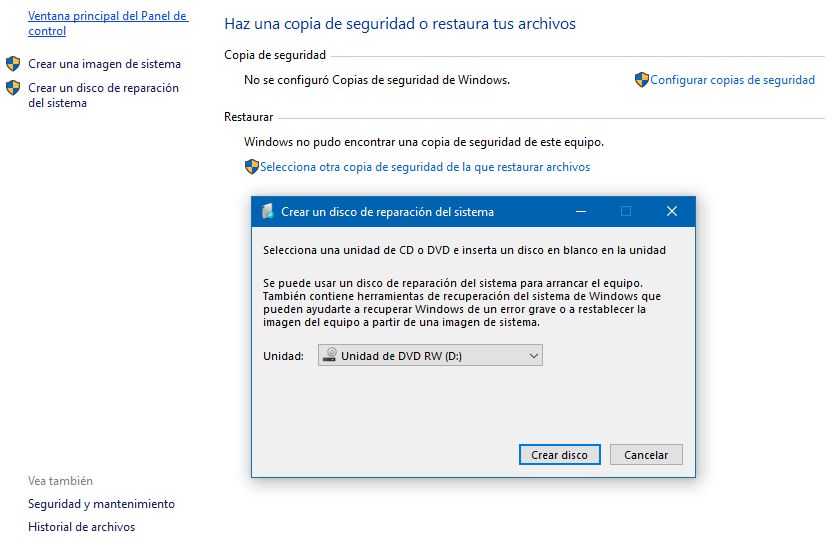 Ventana principal del Panel de
control
Crear una imagen de sistema
Crear un disco de reparación
del sistema
Haz una copia de seguridad o restaura tus archivos
Copia de seguridad
No se configuró Copias de seguridad de Windows.
Configurar copias de seguridad
Restaurar
Windows no pudo encontrar una copia de seguridad de este equipo.
Selecciona otra copia de seguridad de la que restaurar archivos
Crear un disco de reparación del sistema
Selecciona una unidad de CD o DVD e inserta un disco en blanco en la unidad
Se puede usar un disco de reparación del sistema para arrancar el equipo.
También contiene herramientas de recuperación del sistema de Windows que
pueden ayudarte a recuperar Windows de un error grave o a restablecer la
imagen del equipo a partir de una imagen de sistema.
Unidad:
Unidad de DVD RW (D:)
Crear disco
Cancelar
Vea también
Seguridad y mantenimiento
Historial de archivos